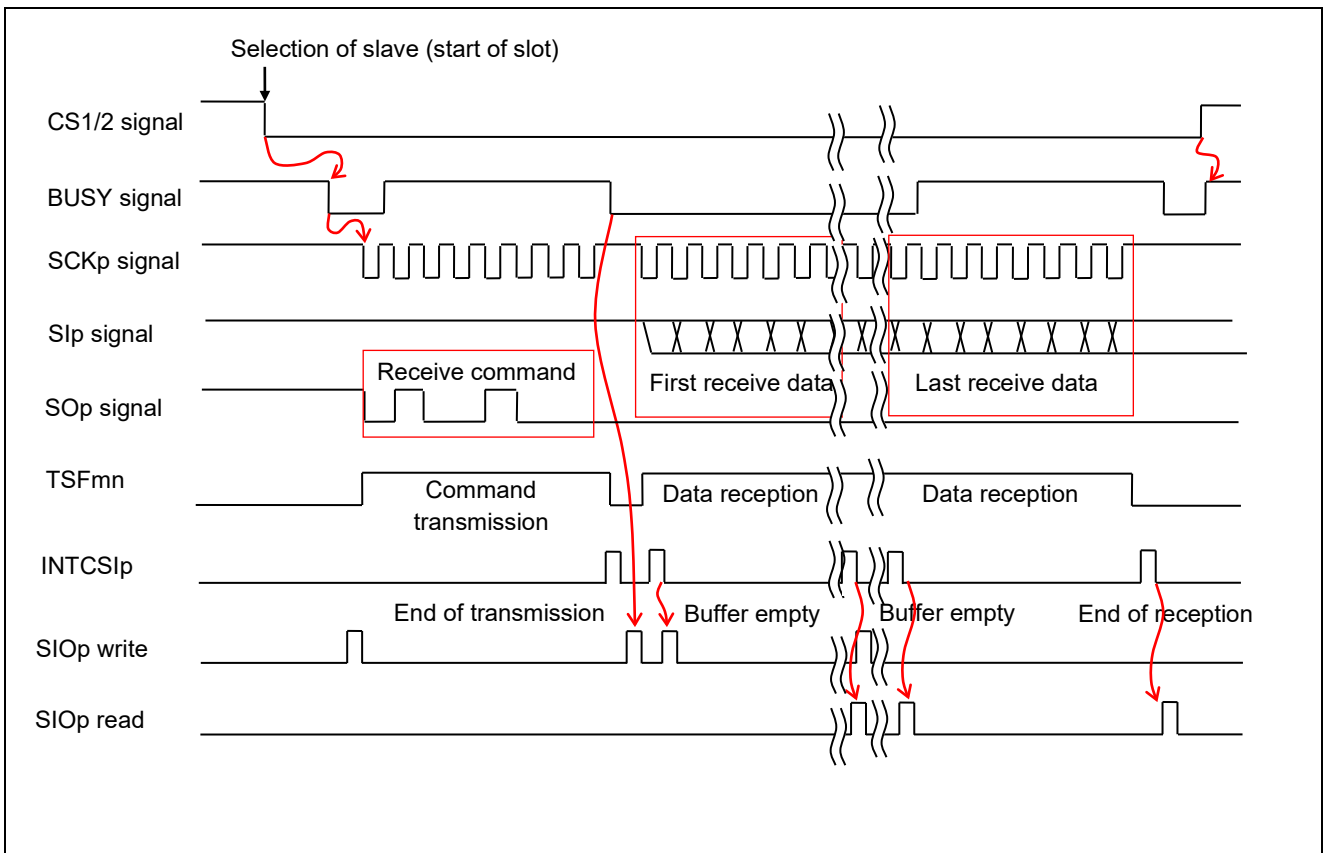 Selection of slave (start of slot)
CS1/2 signal
BUSY signal
SCKp signal
SIp signal
Receive command
First receive data
Last receive data
SOp signal
TSFmn
Command
transmission
Data reception
Data reception
INTCSIp
End of transmission
Buffer empty
Buffer empty
End of reception
SIOp write
SIOp read